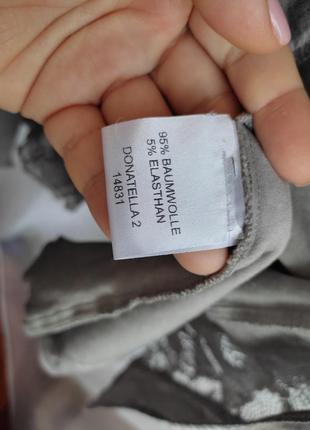 95% BAUMWOLLE
5% ELASTHAN
DONATELLA 2
14831